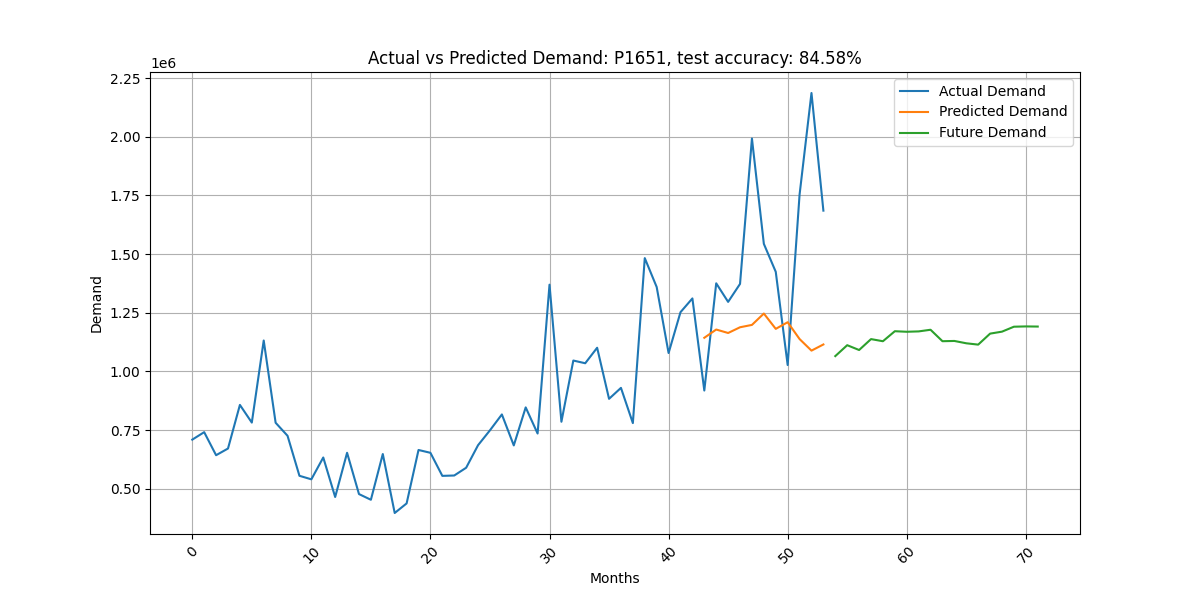 Actual vs Predicted Demand: P1651, test accuracy: 84.58%
1e6
2.25
2.00
1.75
1.50
1.25
1.00
0.75
0.50
Demand
Actual Demand
Predicted Demand
Future Demand
0 10 20 30 40 50 60 70
Months